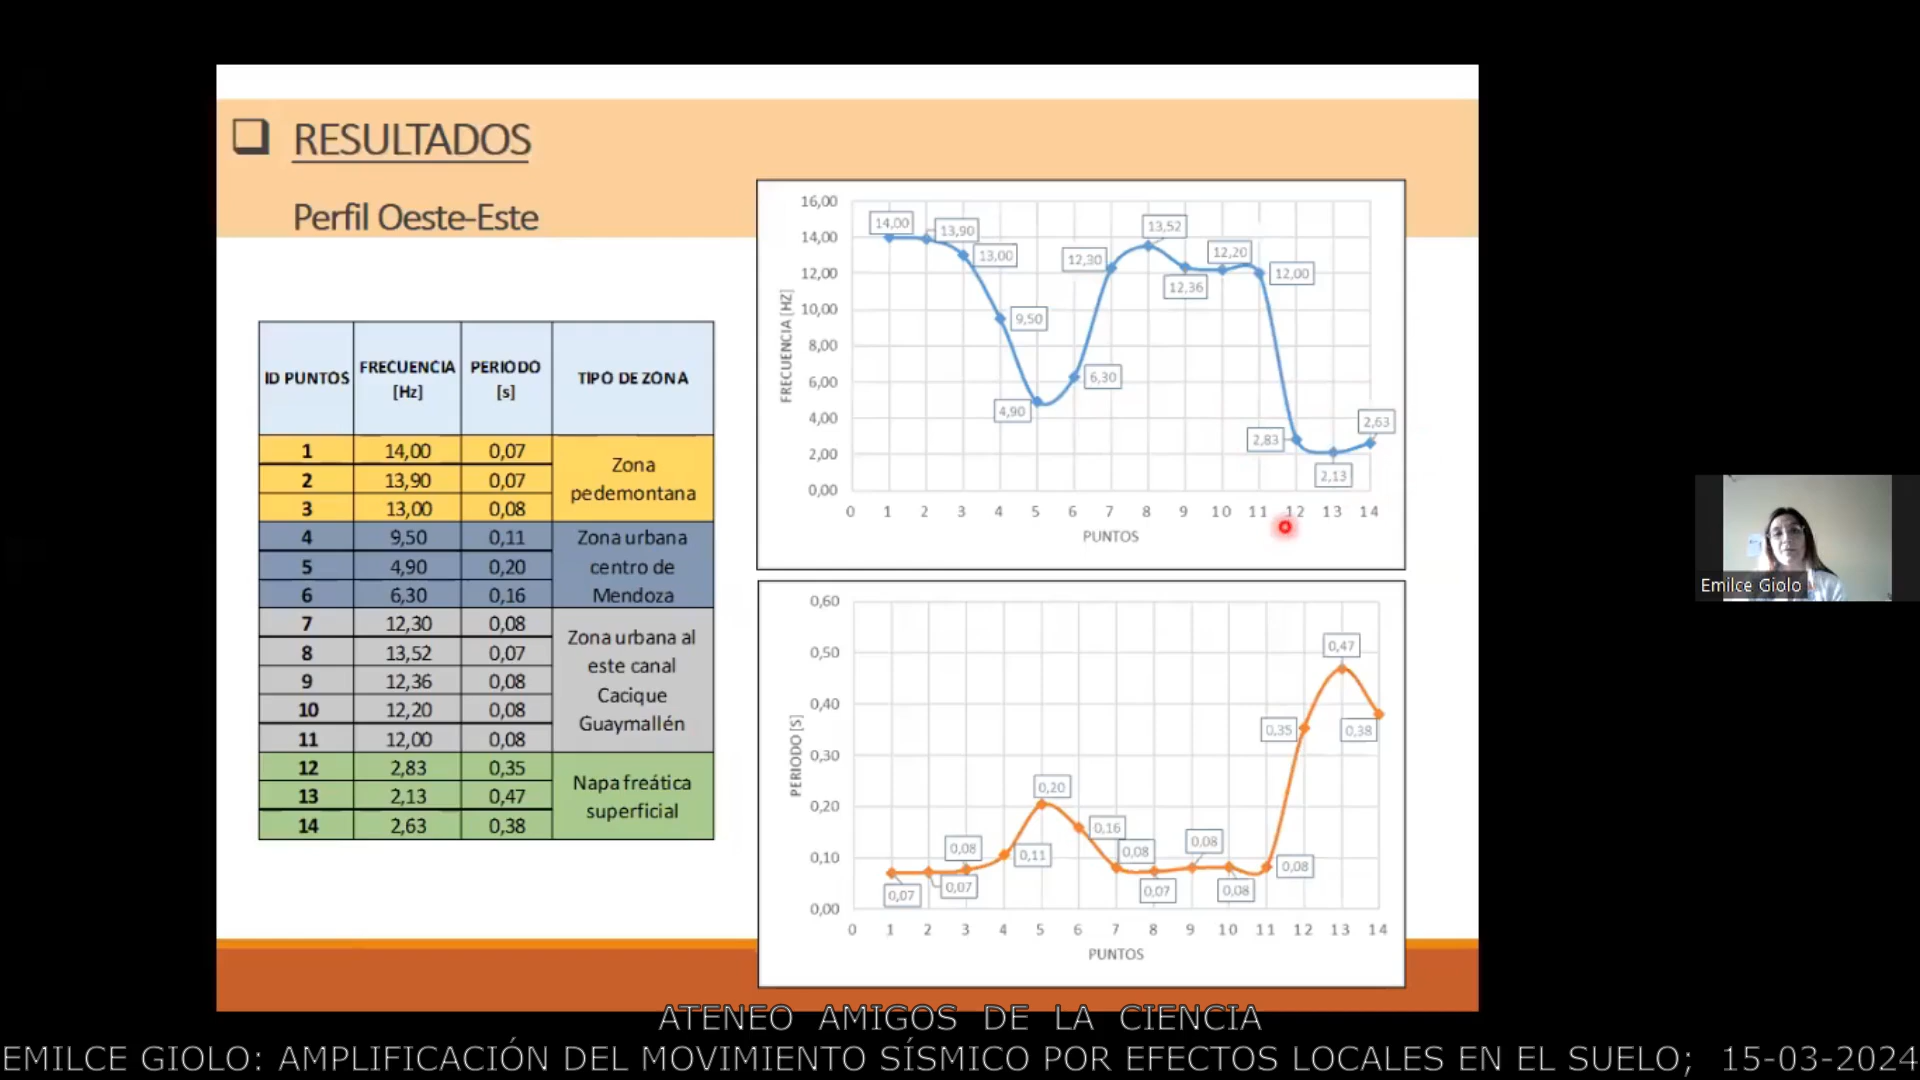 RESULTADOS
Perfil Oeste-Este
ID PUNTOS FRECUENCIA [Hz] PERIODO [s] TIPO DE ZONA
1 14,00 0,07 Zona pedemontana
2 13,90 0,07
3 13,00 0,08
4 9,50 0,11 Zona urbana centro de Mendoza
5 4,90 0,20
6 6,30 0,16
7 12,30 0,08 Zona urbana al este canal Cacique Guaymallén
8 13,52 0,07
9 12,36 0,08
10 12,20 0,08
11 12,00 0,08
12 2,83 0,35 Napa freática superficial
13 2,13 0,47
14 2,63 0,38
FRECUENCIA [HZ]
16,00
14,00
12,00
10,00
8,00
6,00
4,00
2,00
0,00
14,00
13,90
13,00
9,50
4,90
6,30
12,30
13,52
12,36
12,20
12,00
2,83
2,13
2,63
0 1 2 3 4 5 6 7 8 9 10 11 12 13 14
PUNTOS
PERIODO [S]
0,60
0,50
0,40
0,30
0,20
0,10
0,00
0,07
0,07
0,08
0,11
0,20
0,16
0,08
0,07
0,08
0,08
0,08
0,35
0,47
0,38
0 1 2 3 4 5 6 7 8 9 10 11 12 13 14
PUNTOS
Emilce Giolo
ATENEO AMIGOS DE LA CIENCIA
EMILCE GIOLO: AMPLIFICACIÓN DEL MOVIMIENTO SÍSMICO POR EFECTOS LOCALES EN EL SUELO; 15-03-2024